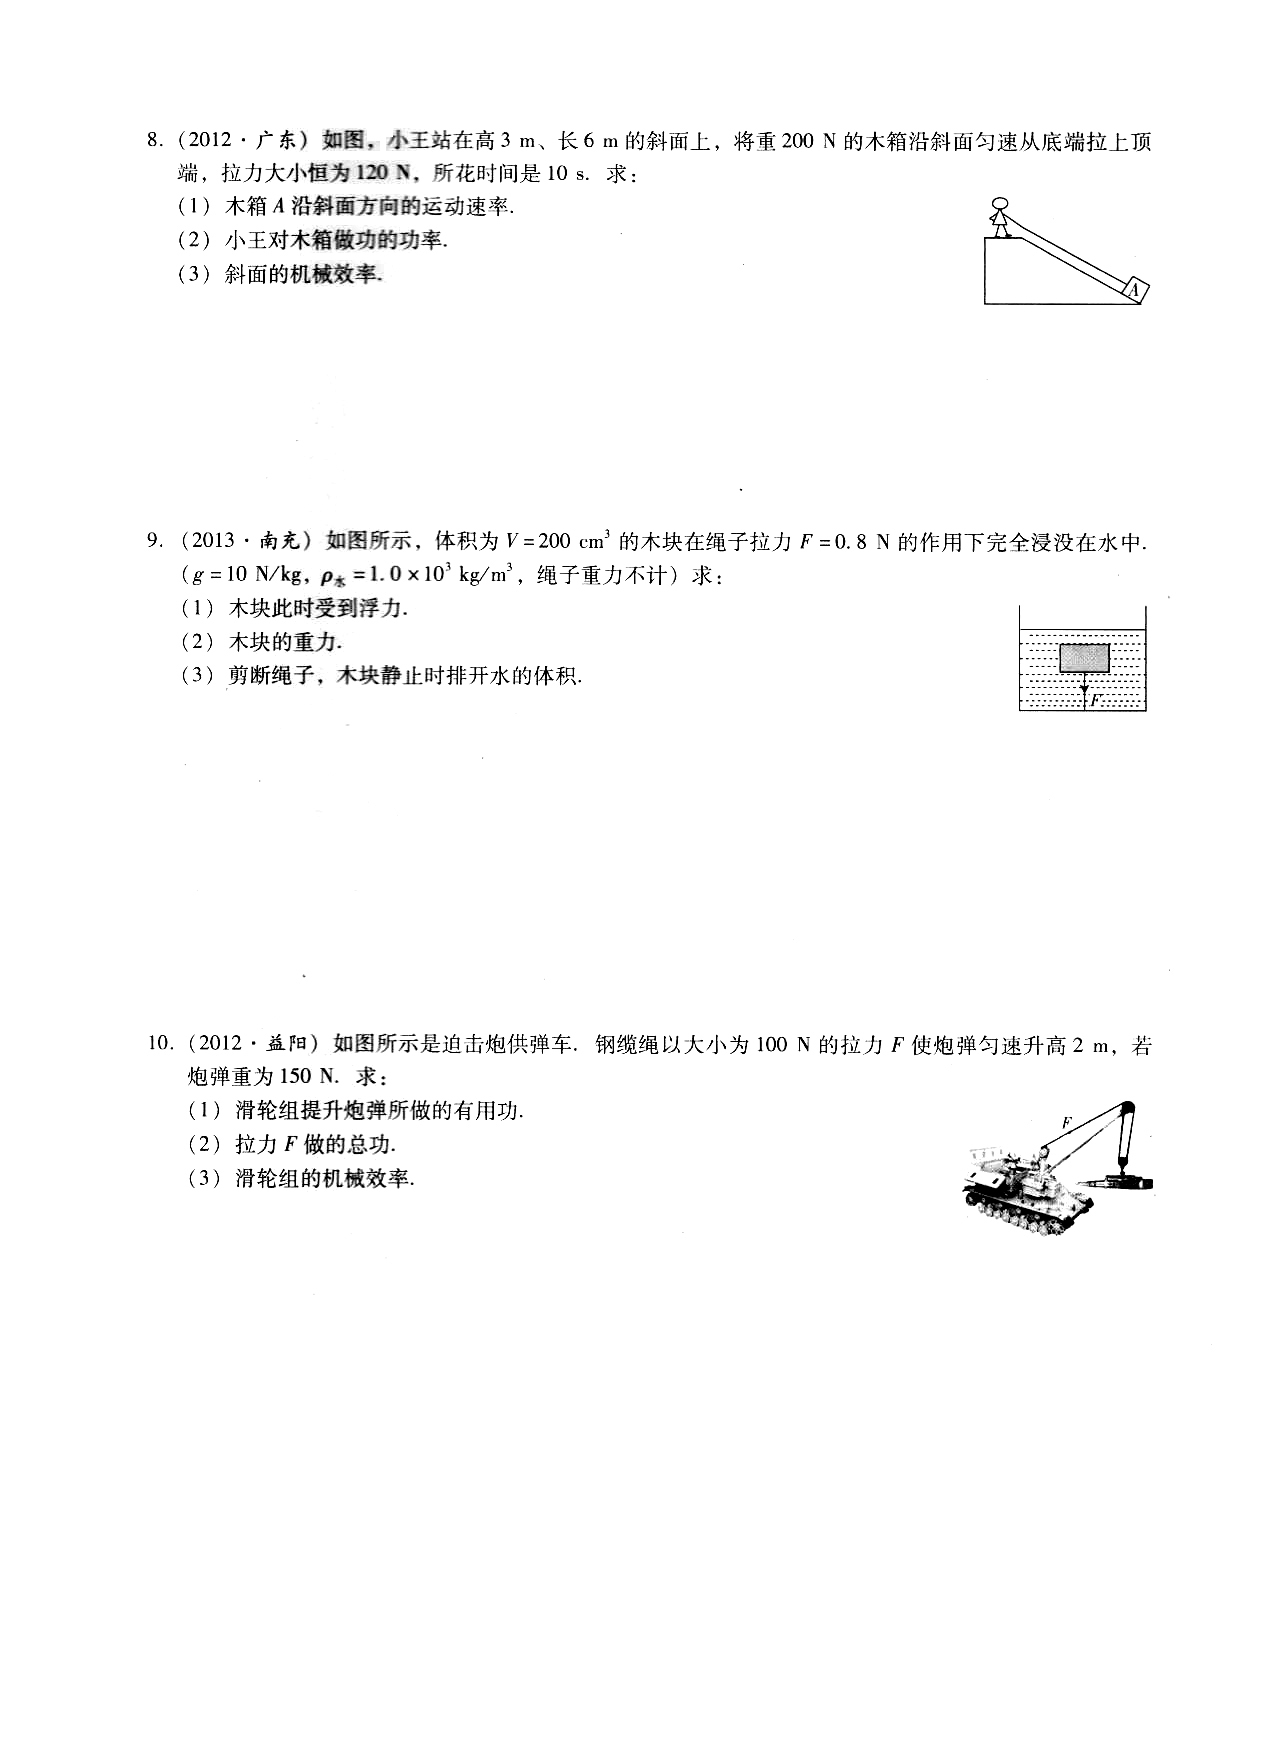 8. (2012·广东) 如图，小王站在高 3 m、长 6 m 的斜面上，将重 200 N 的木箱沿斜面匀速从底端拉上顶
端，拉力大小恒为 120 N，所花时间是 10 s. 求：
(1) 木箱 A 沿斜面方向的运动速率.
(2) 小王对木箱做功的功率.
(3) 斜面的机械效率.
A
9. (2013·南充) 如图所示，体积为 V=200 cm³ 的木块在绳子拉力 F=0.8 N 的作用下完全浸没在水中.
(g=10 N/kg，ρ水=1.0×10³ kg/m³，绳子重力不计) 求：
(1) 木块此时受到浮力.
(2) 木块的重力.
(3) 剪断绳子，木块静止时排开水的体积.
F
10. (2012·益阳) 如图所示是迫击炮供弹车. 钢缆绳以大小为 100 N 的拉力 F 使炮弹匀速升高 2 m，若
炮弹重为 150 N. 求：
(1) 滑轮组提升炮弹所做的有用功.
(2) 拉力 F 做的总功.
(3) 滑轮组的机械效率.
F